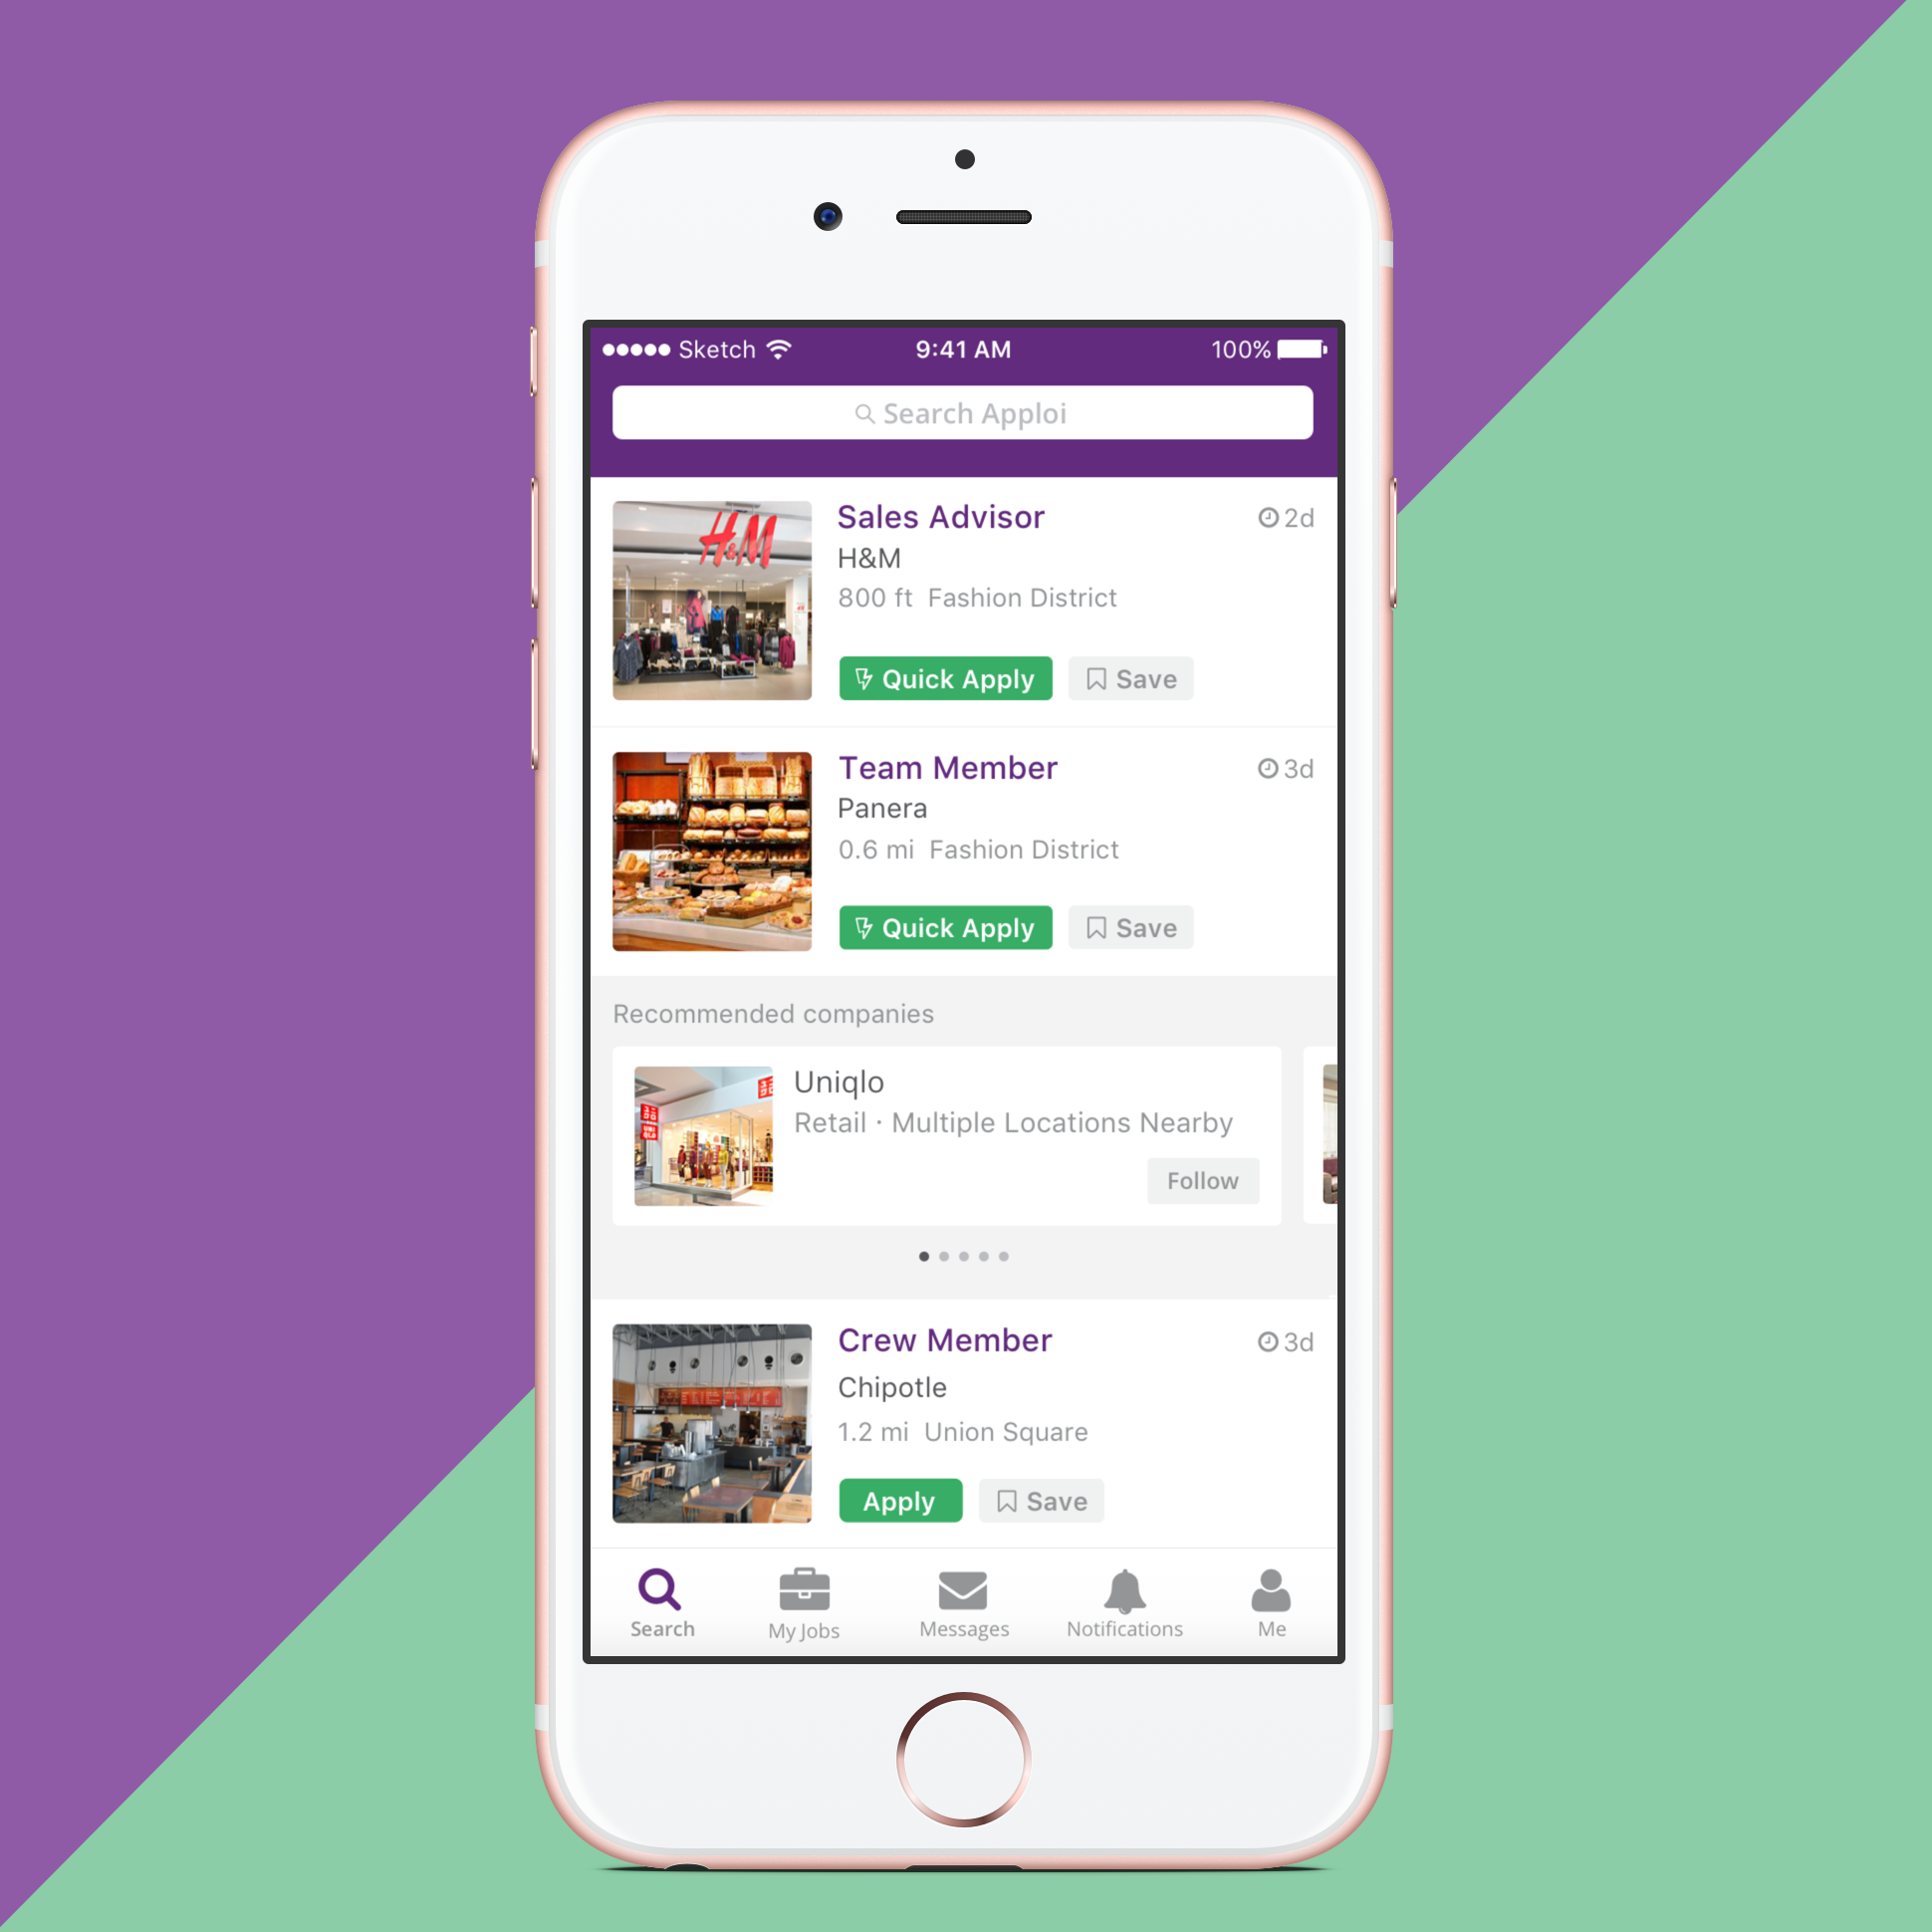 Sketch 9:41 AM 100%
Search Apploi
H&M
Sales Advisor 2d
H&M
800 ft Fashion District
Quick Apply Save
Team Member 3d
Panera
0.6 mi Fashion District
Quick Apply Save
Recommended companies
UNI
QLO
Uniqlo
Retail · Multiple Locations Nearby
Follow
Crew Member 3d
Chipotle
1.2 mi Union Square
Apply Save
Search My Jobs Messages Notifications Me